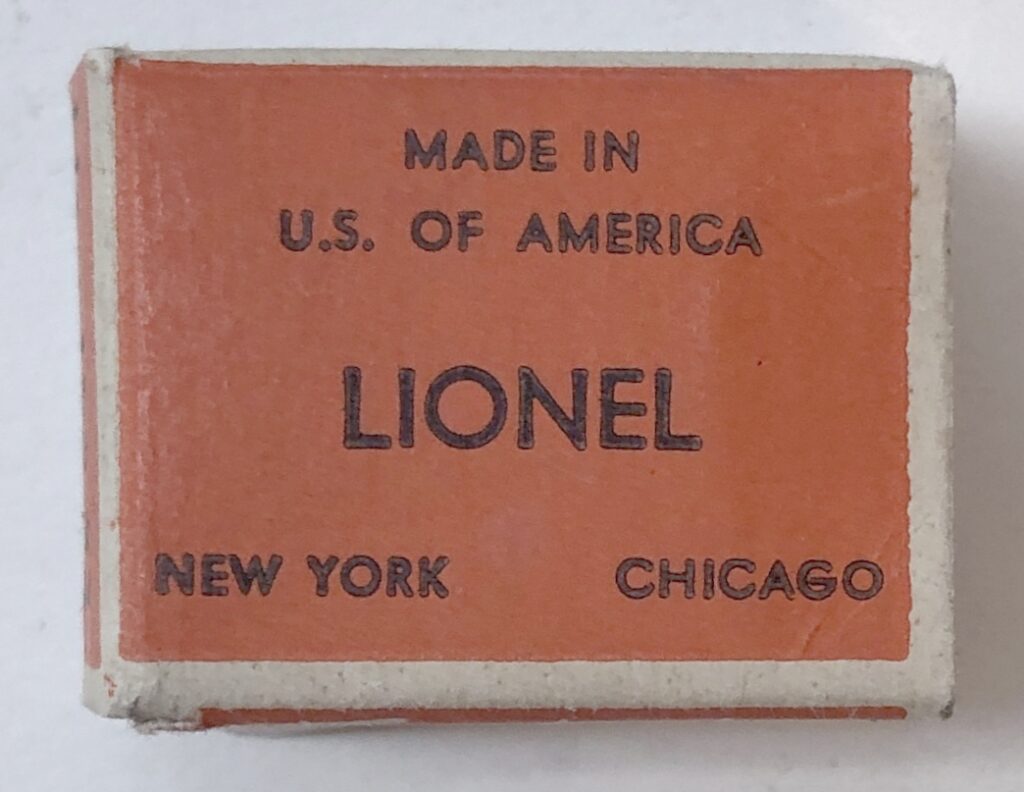 MADE IN
U.S. OF AMERICA
LIONEL
NEW YORK CHICAGO